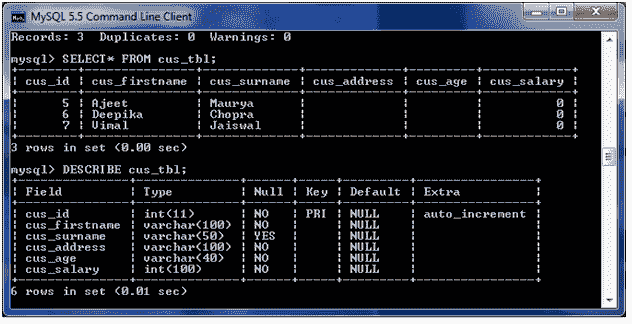 MySQL 5.5 Command Line Client
Records: 3  Duplicates: 0  Warnings: 0
mysql> SELECT* FROM cus_tbl;
| cus_id | cus_firstname | cus_surname | cus_address | cus_age | cus_salary |
| 5 | Ajeet | Maurya | | | 0 |
| 6 | Deepika | Chopra | | | 0 |
| 7 | Vimal | Jaiswal | | | 0 |
3 rows in set (0.00 sec)
mysql> DESCRIBE cus_tbl;
| Field | Type | Null | Key | Default | Extra |
| cus_id | int(11) | NO | PRI | NULL | auto_increment |
| cus_firstname | varchar(100) | NO | | NULL | |
| cus_surname | varchar(50) | YES | | NULL | |
| cus_address | varchar(100) | NO | | NULL | |
| cus_age | varchar(40) | NO | | NULL | |
| cus_salary | int(100) | NO | | NULL | |
6 rows in set (0.01 sec)